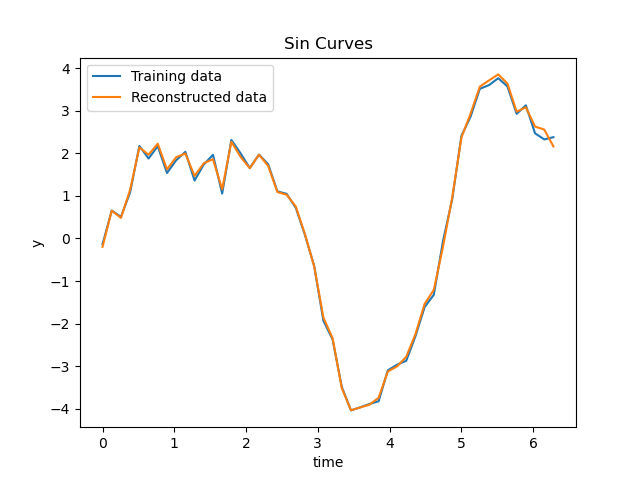 Sin Curves
Training data
Reconstructed data
4
3
2
1
0
−1
−2
−3
−4
y
0 1 2 3 4 5 6
time